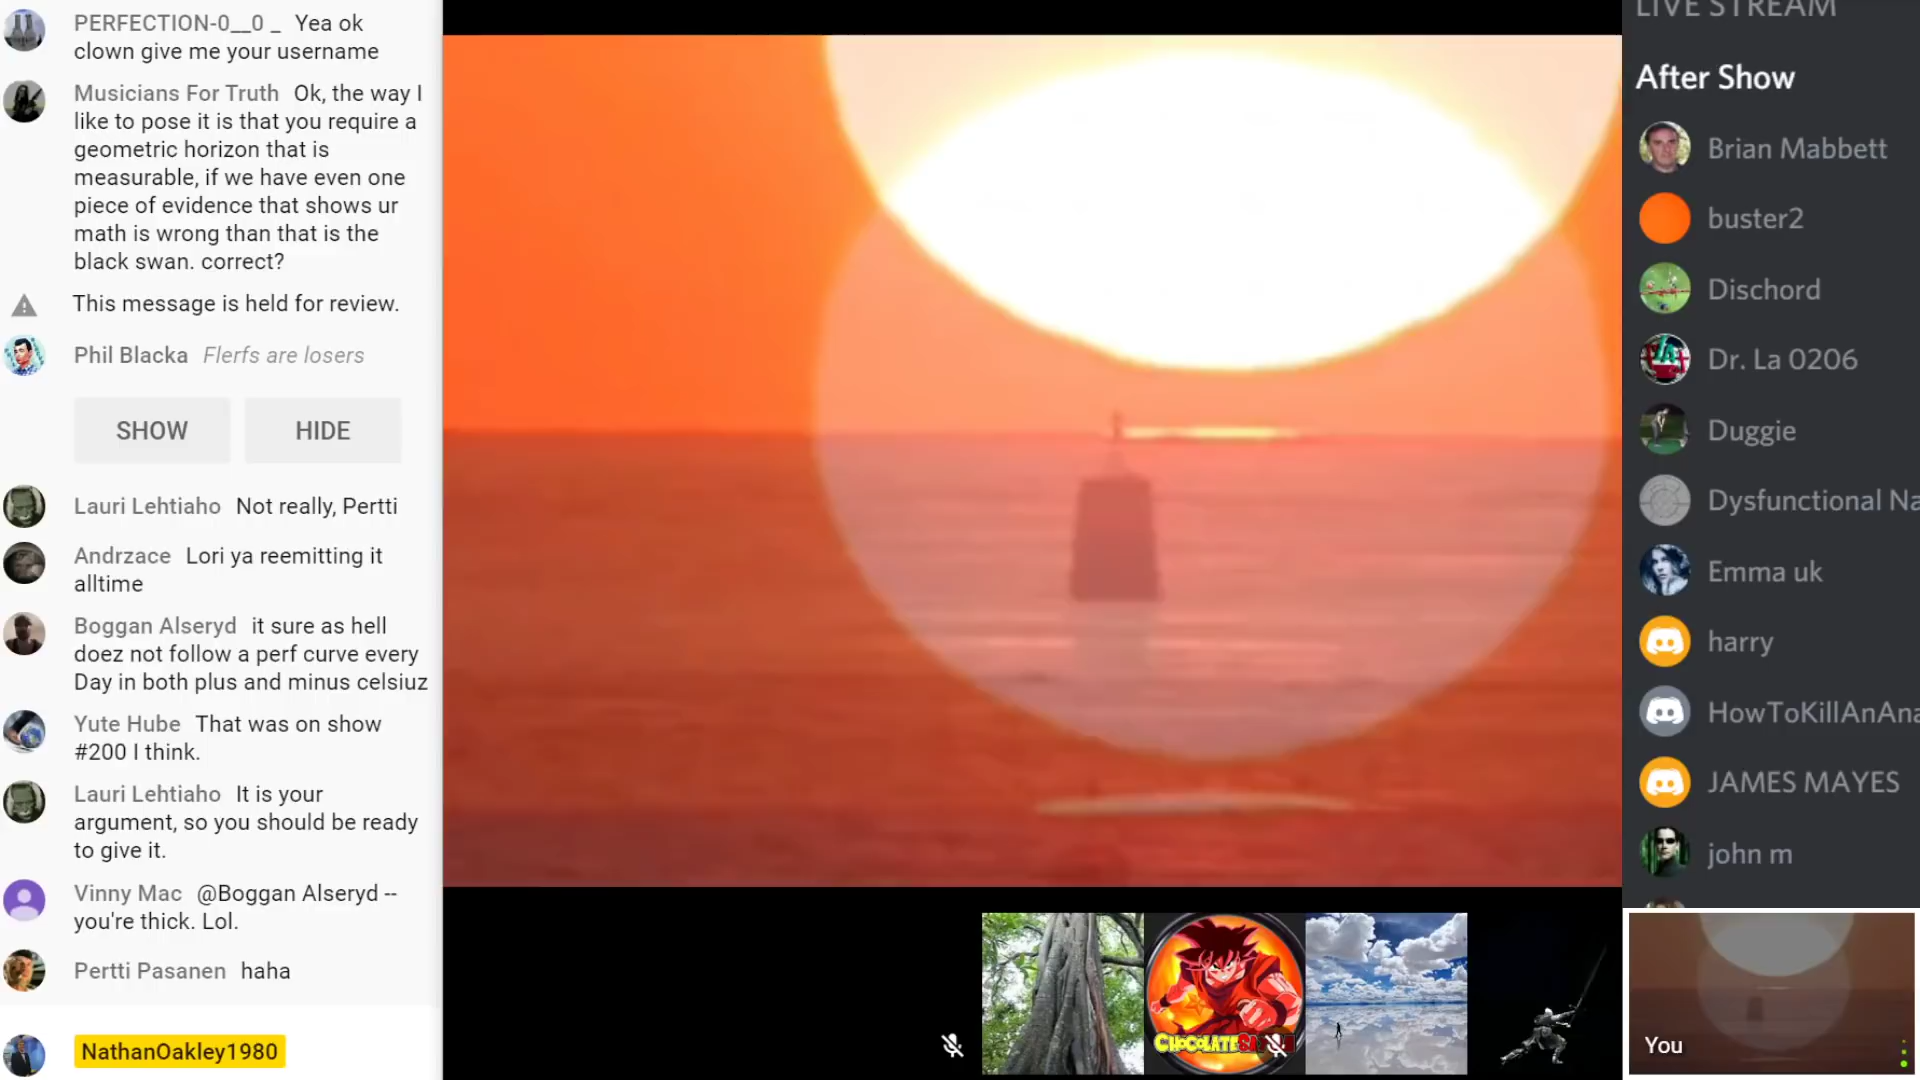 PERFECTION-0__0 _ Yea ok
clown give me your username
Musicians For Truth Ok, the way I
like to pose it is that you require a
geometric horizon that is
measurable, if we have even one
piece of evidence that shows ur
math is wrong than that is the
black swan. correct?
This message is held for review.
Phil Blacka Flerfs are losers
SHOW HIDE
Lauri Lehtiaho Not really, Pertti
Andrzace Lori ya reemitting it
alltime
Boggan Alseryd it sure as hell
doez not follow a perf curve every
Day in both plus and minus celsiuz
Yute Hube That was on show
#200 I think.
Lauri Lehtiaho It is your
argument, so you should be ready
to give it.
Vinny Mac @Boggan Alseryd --
you're thick. Lol.
Pertti Pasanen haha
NathanOakley1980
LIVE STREAM
After Show
Brian Mabbett
buster2
Dischord
Dr. La 0206
Duggie
Dysfunctional Na
Emma uk
harry
HowToKillAnAna
JAMES MAYES
john m
You